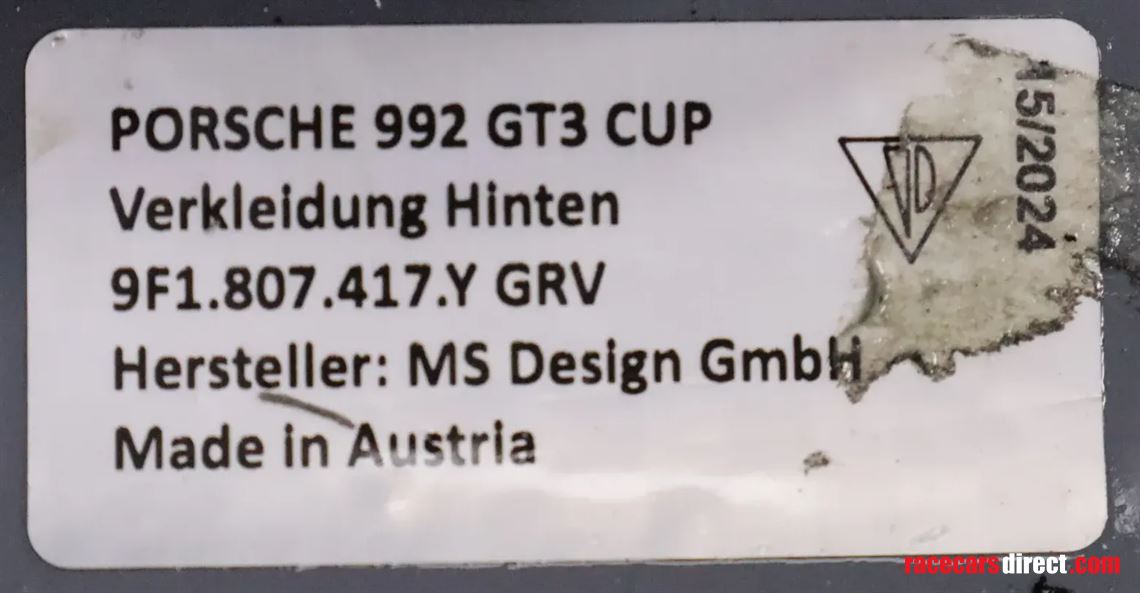 PORSCHE 992 GT3 CUP
Verkleidung Hinten
9F1.807.417.Y GRV
Hersteller: MS Design GmbH
Made in Austria
15/2024
racecarsdirect.com